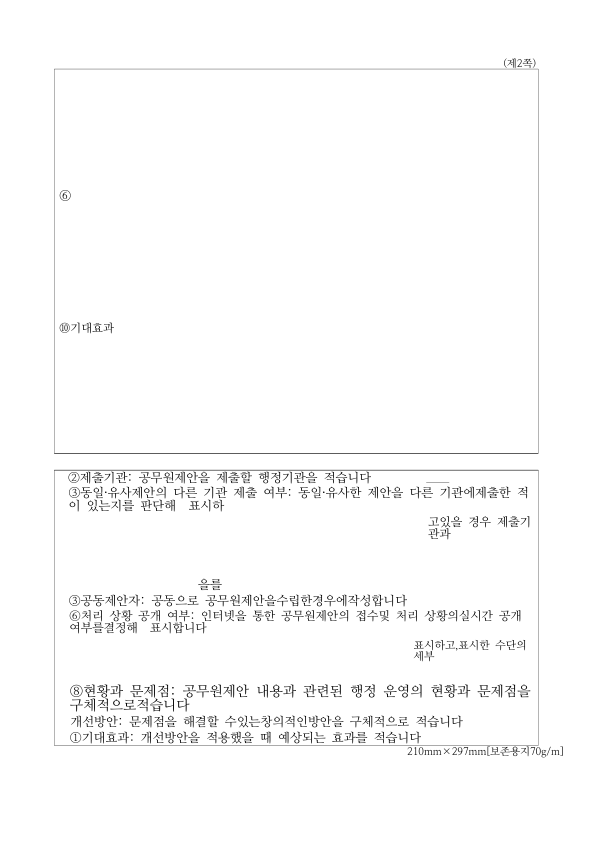 (제2쪽)
⑥
⑩기대효과
②제출기관: 공무원제안을 제출할 행정기관을 적습니다
③동일·유사제안의 다른 기관 제출 여부: 동일·유사한 제안을 다른 기관에제출한 적
이 있는지를 판단해 표시하
고있을 경우 제출기
관과
을를
③공동제안자: 공동으로 공무원제안을수립한경우에작성합니다
⑥처리 상황 공개 여부: 인터넷을 통한 공무원제안의 접수및 처리 상황의실시간 공개
여부를결정해 표시합니다
표시하고,표시한 수단의
세부
⑧현황과 문제점: 공무원제안 내용과 관련된 행정 운영의 현황과 문제점을
구체적으로적습니다
개선방안: 문제점을 해결할 수있는창의적인방안을 구체적으로 적습니다
①기대효과: 개선방안을 적용했을 때 예상되는 효과를 적습니다
210mm×297mm[보존용지70g/m]